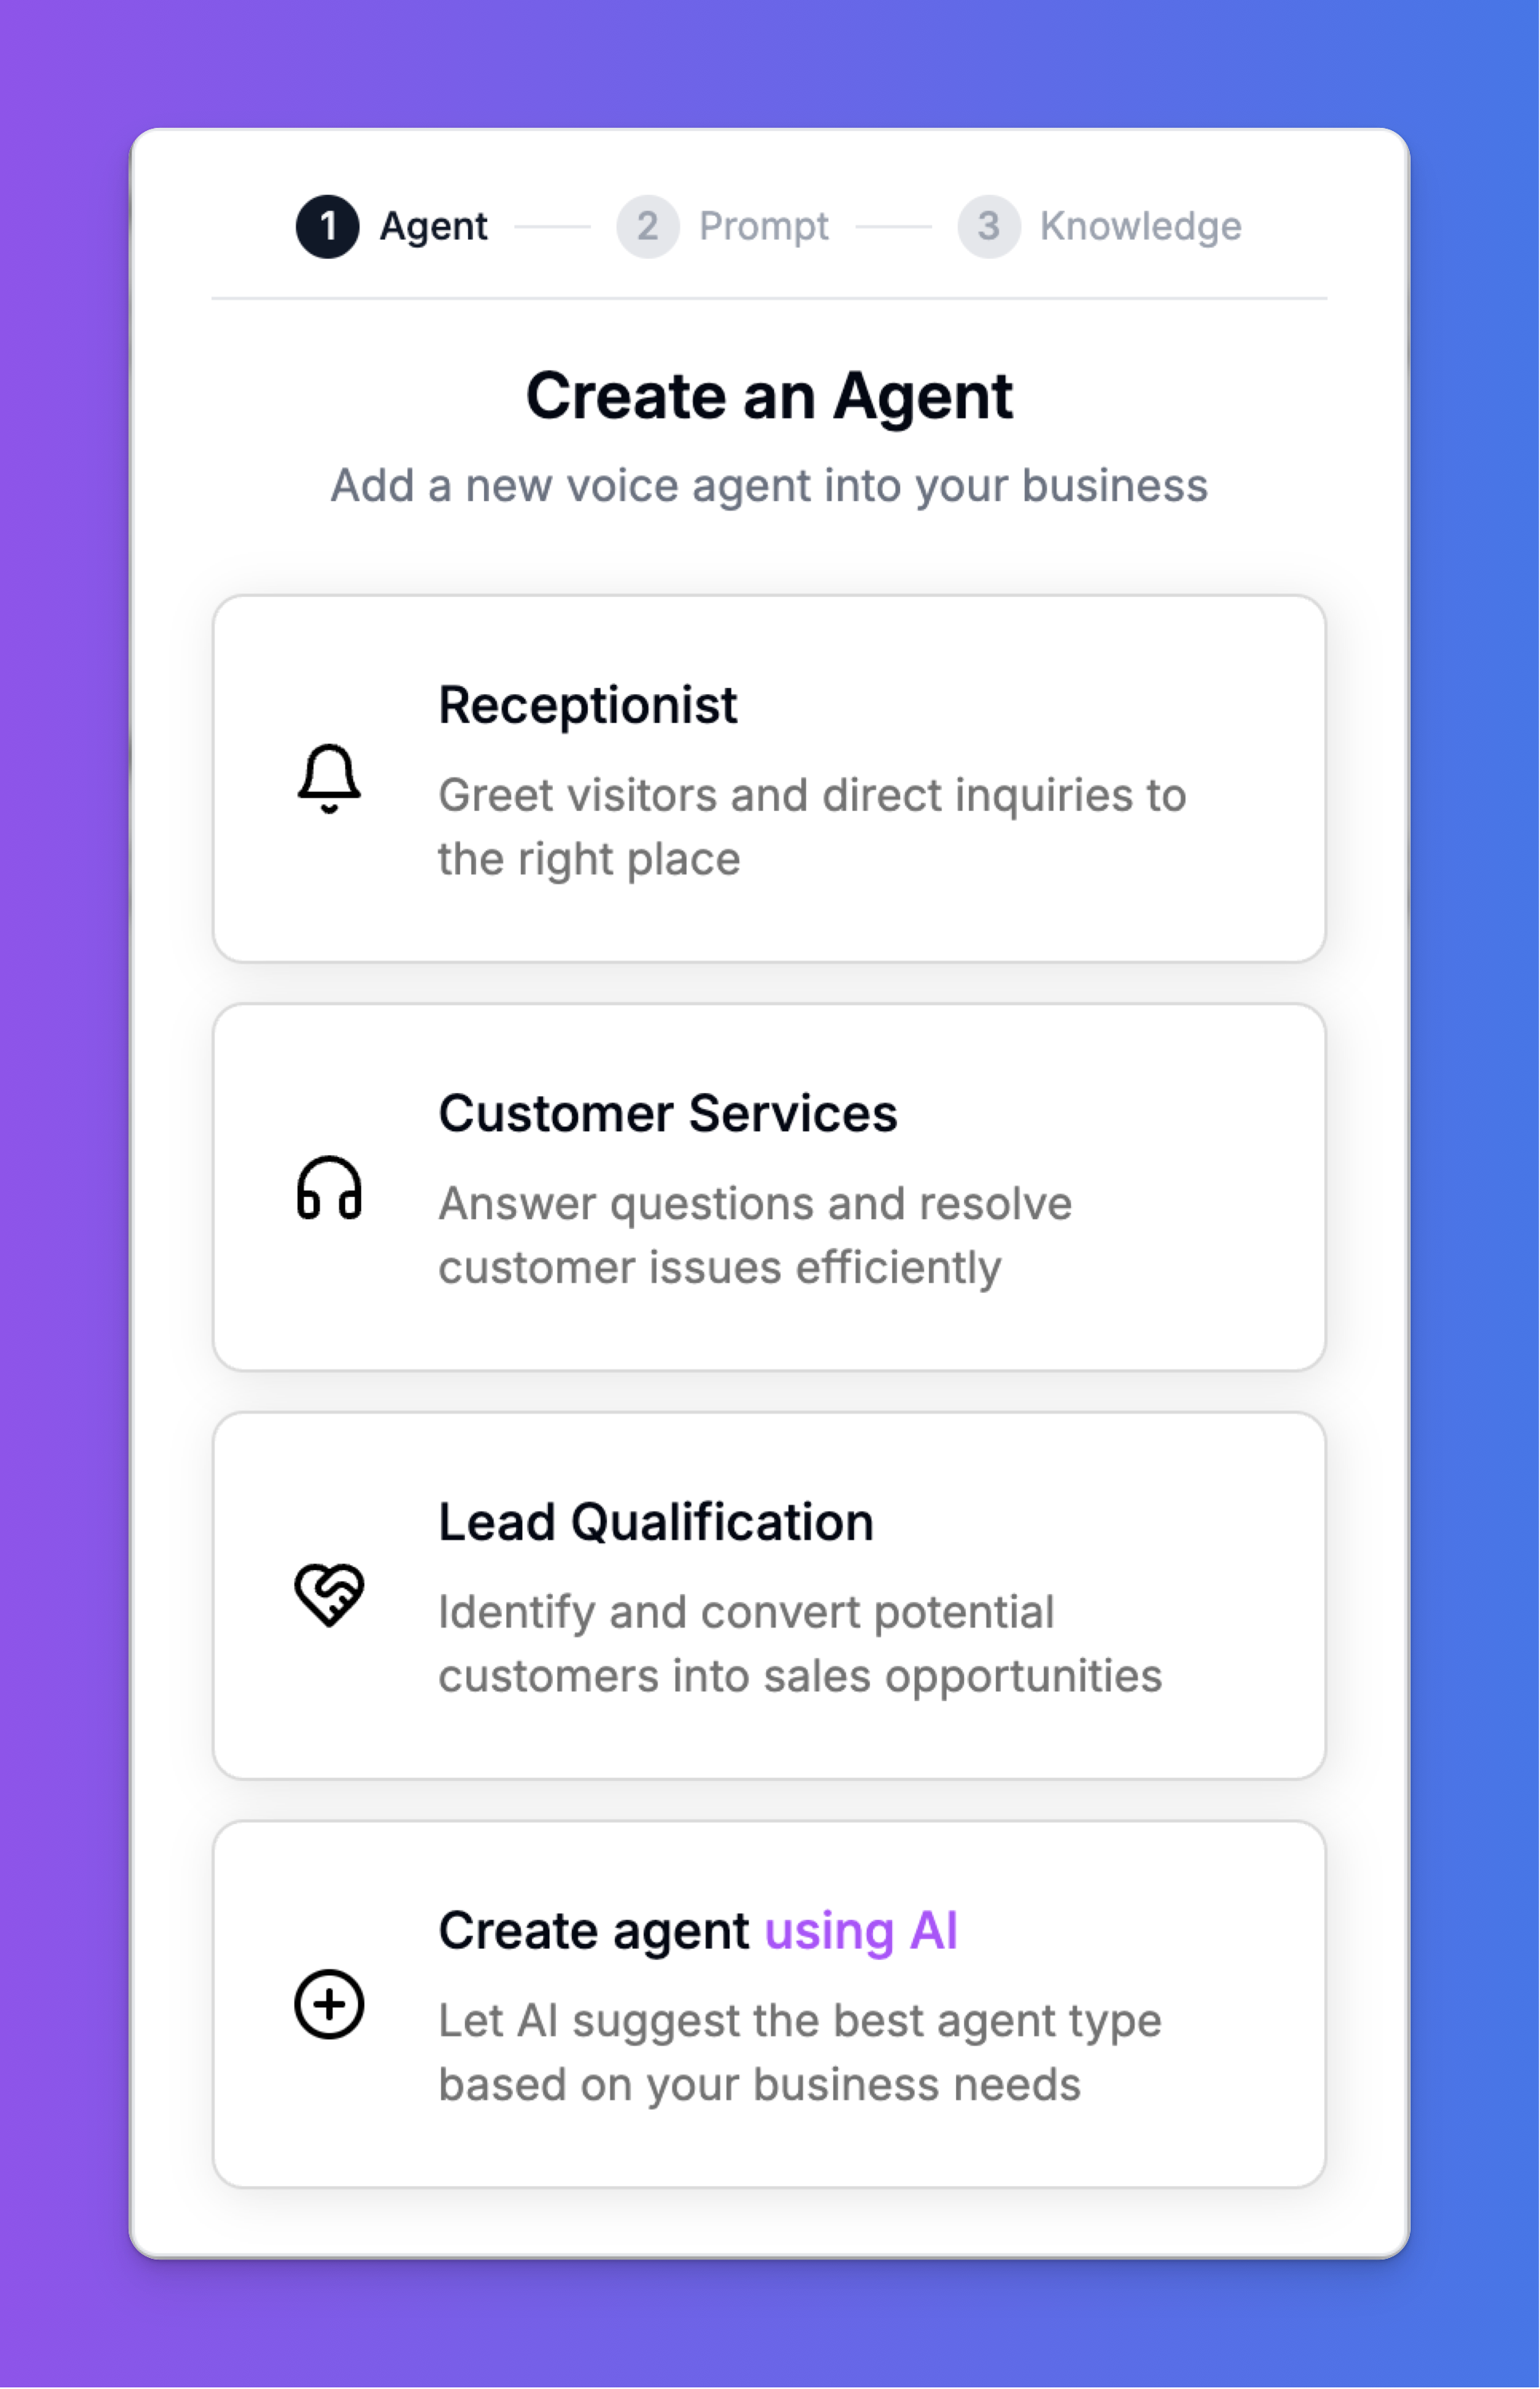 1 Agent 2 Prompt 3 Knowledge
Create an Agent
Add a new voice agent into your business
Receptionist
Greet visitors and direct inquiries to
the right place
Customer Services
Answer questions and resolve
customer issues efficiently
Lead Qualification
Identify and convert potential
customers into sales opportunities
Create agent using AI
Let AI suggest the best agent type
based on your business needs